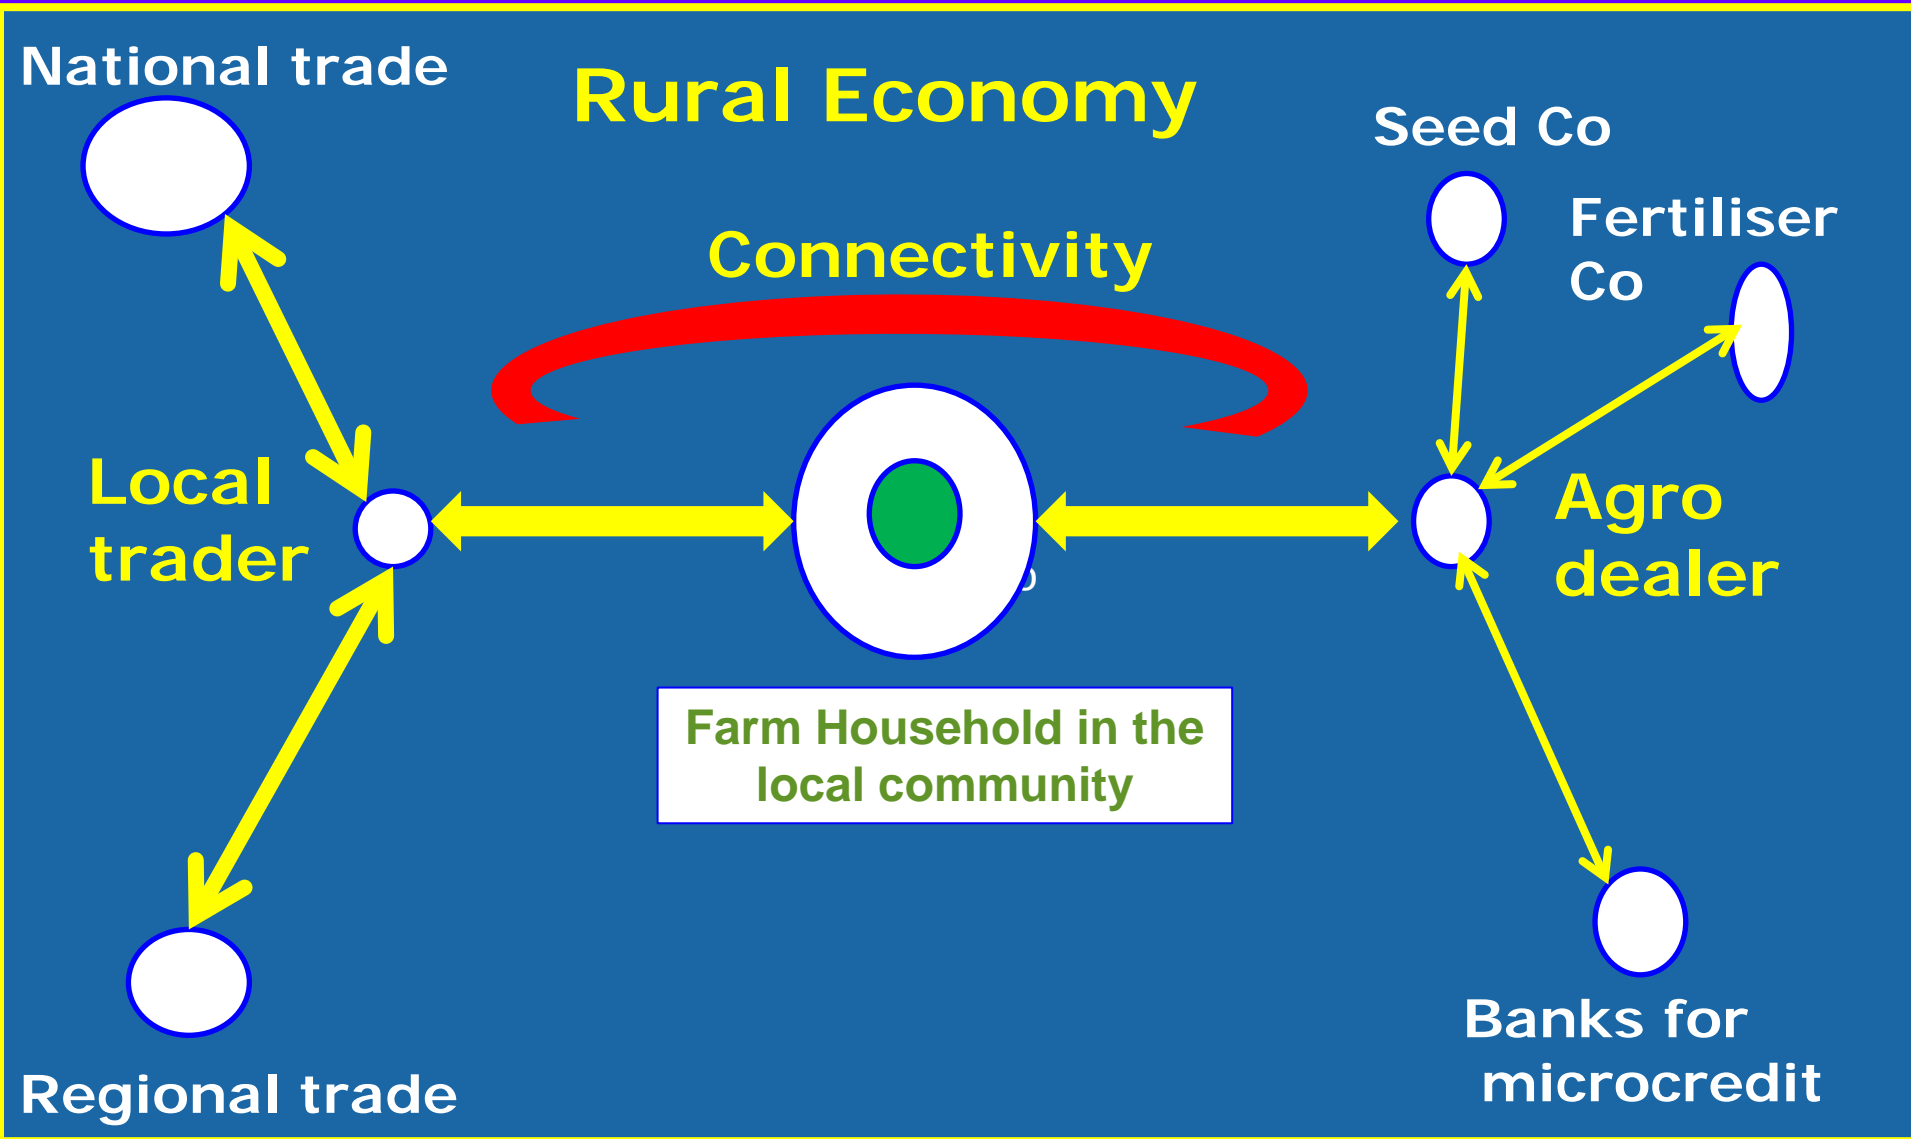 National trade
Rural Economy
Seed Co
Fertiliser
Co
Connectivity
Local
trader
Agro
dealer
Farm Household in the
local community
Banks for
microcredit
Regional trade